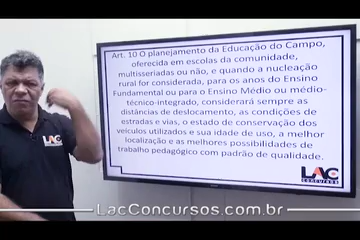 Art. 10 O planejamento da Educação do Campo,
oferecida em escolas da comunidade,
multisseriadas ou não, e quando a nucleação
rural for considerada, para os anos do Ensino
Fundamental ou para o Ensino Médio ou médio-
técnico-integrado, considerará sempre as
distâncias de deslocamento, as condições de
estradas e vias, o estado de conservação dos
veículos utilizados e sua idade de uso, a melhor
localização e as melhores possibilidades de
trabalho pedagógico com padrão de qualidade.
LAC
CONCURSOS
LAC
CONCURSOS
LacConcursos.com.br